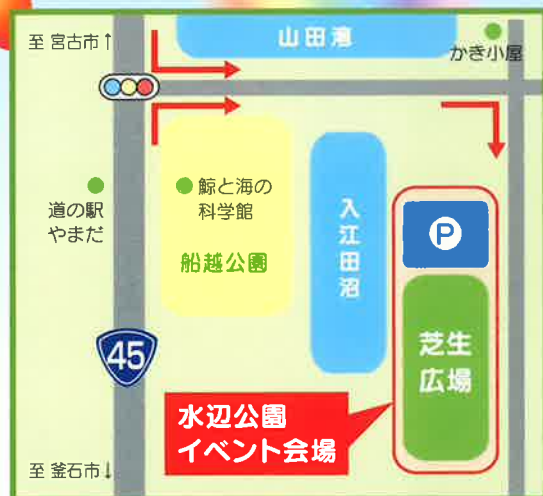 至 宮古市↑
山田湾
かき小屋
道の駅
やまだ
鯨と海の
科学館
船越公園
入江田沼
P
45
芝生
広場
水辺公園
イベント会場
至 釜石市↓